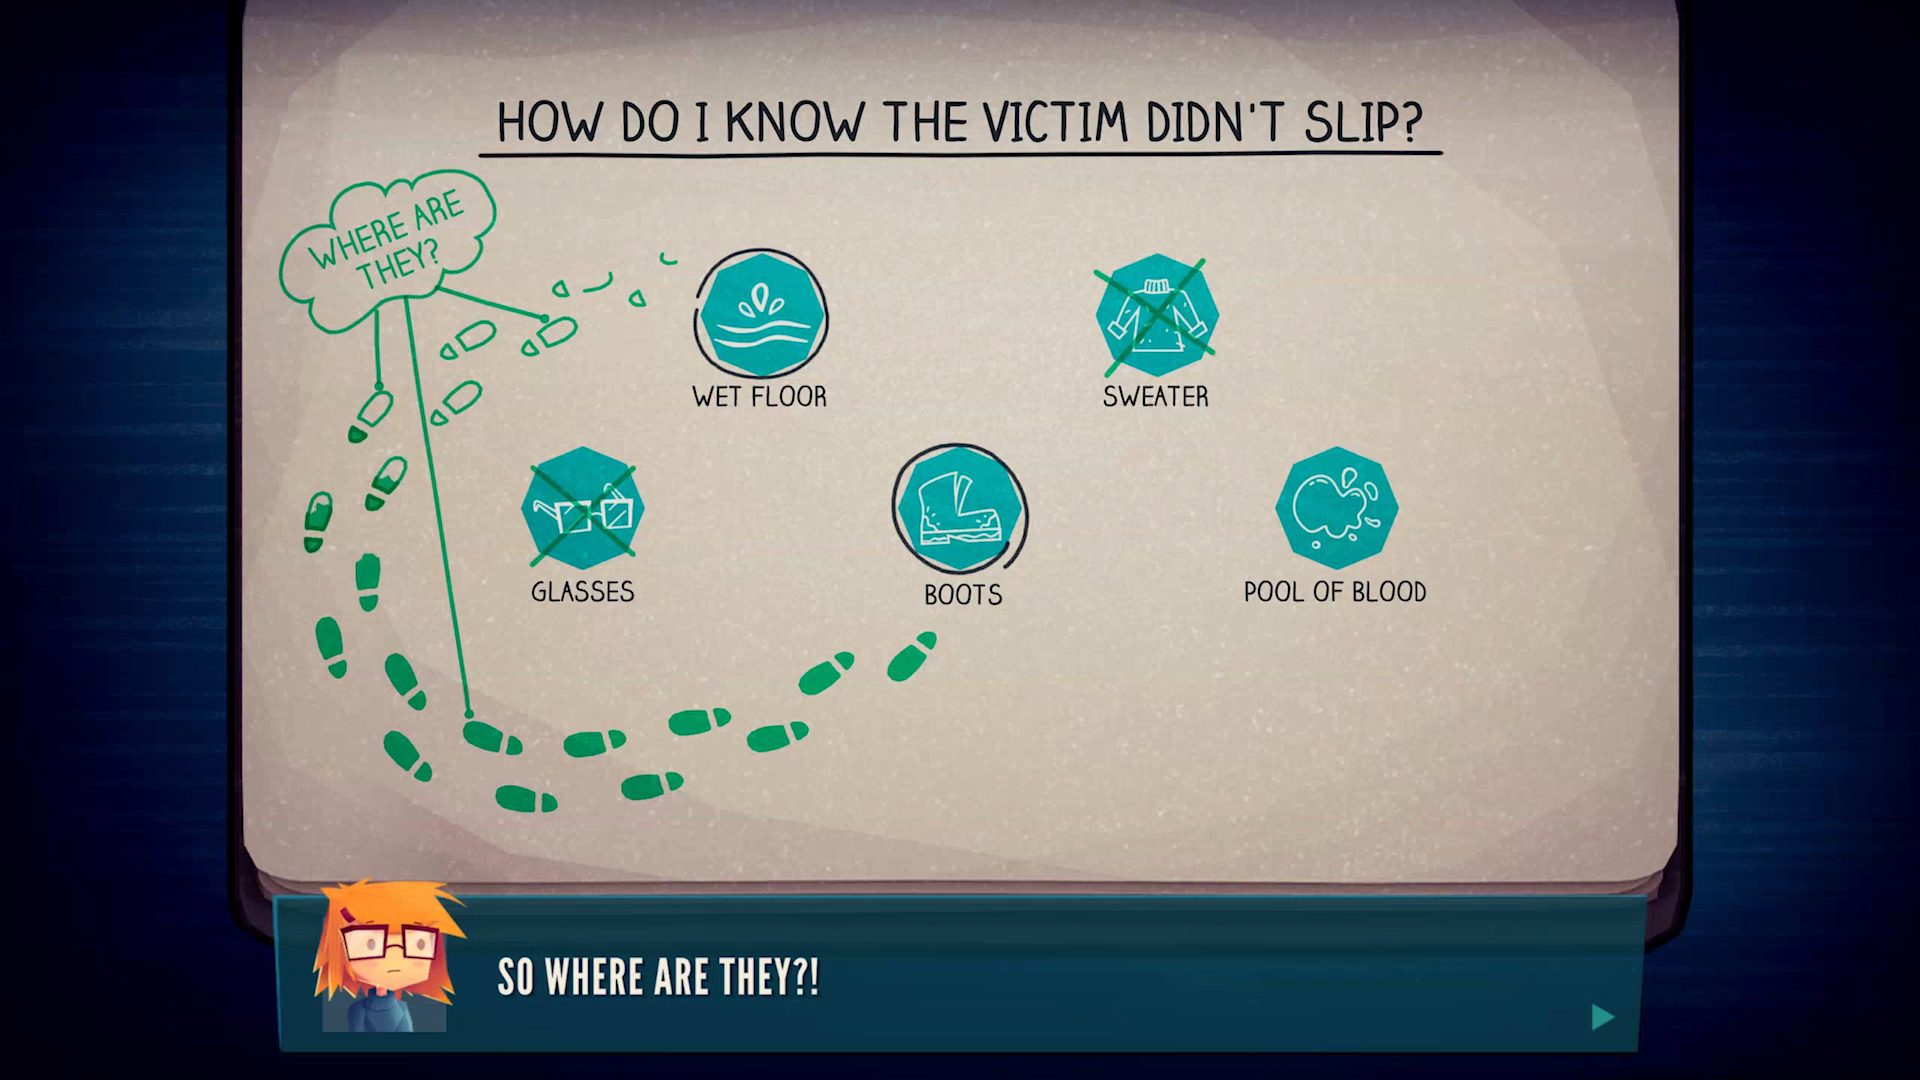 HOW DO I KNOW THE VICTIM DIDN'T SLIP?
WHERE ARE
THEY?
WET FLOOR
SWEATER
GLASSES
BOOTS
POOL OF BLOOD
SO WHERE ARE THEY?!